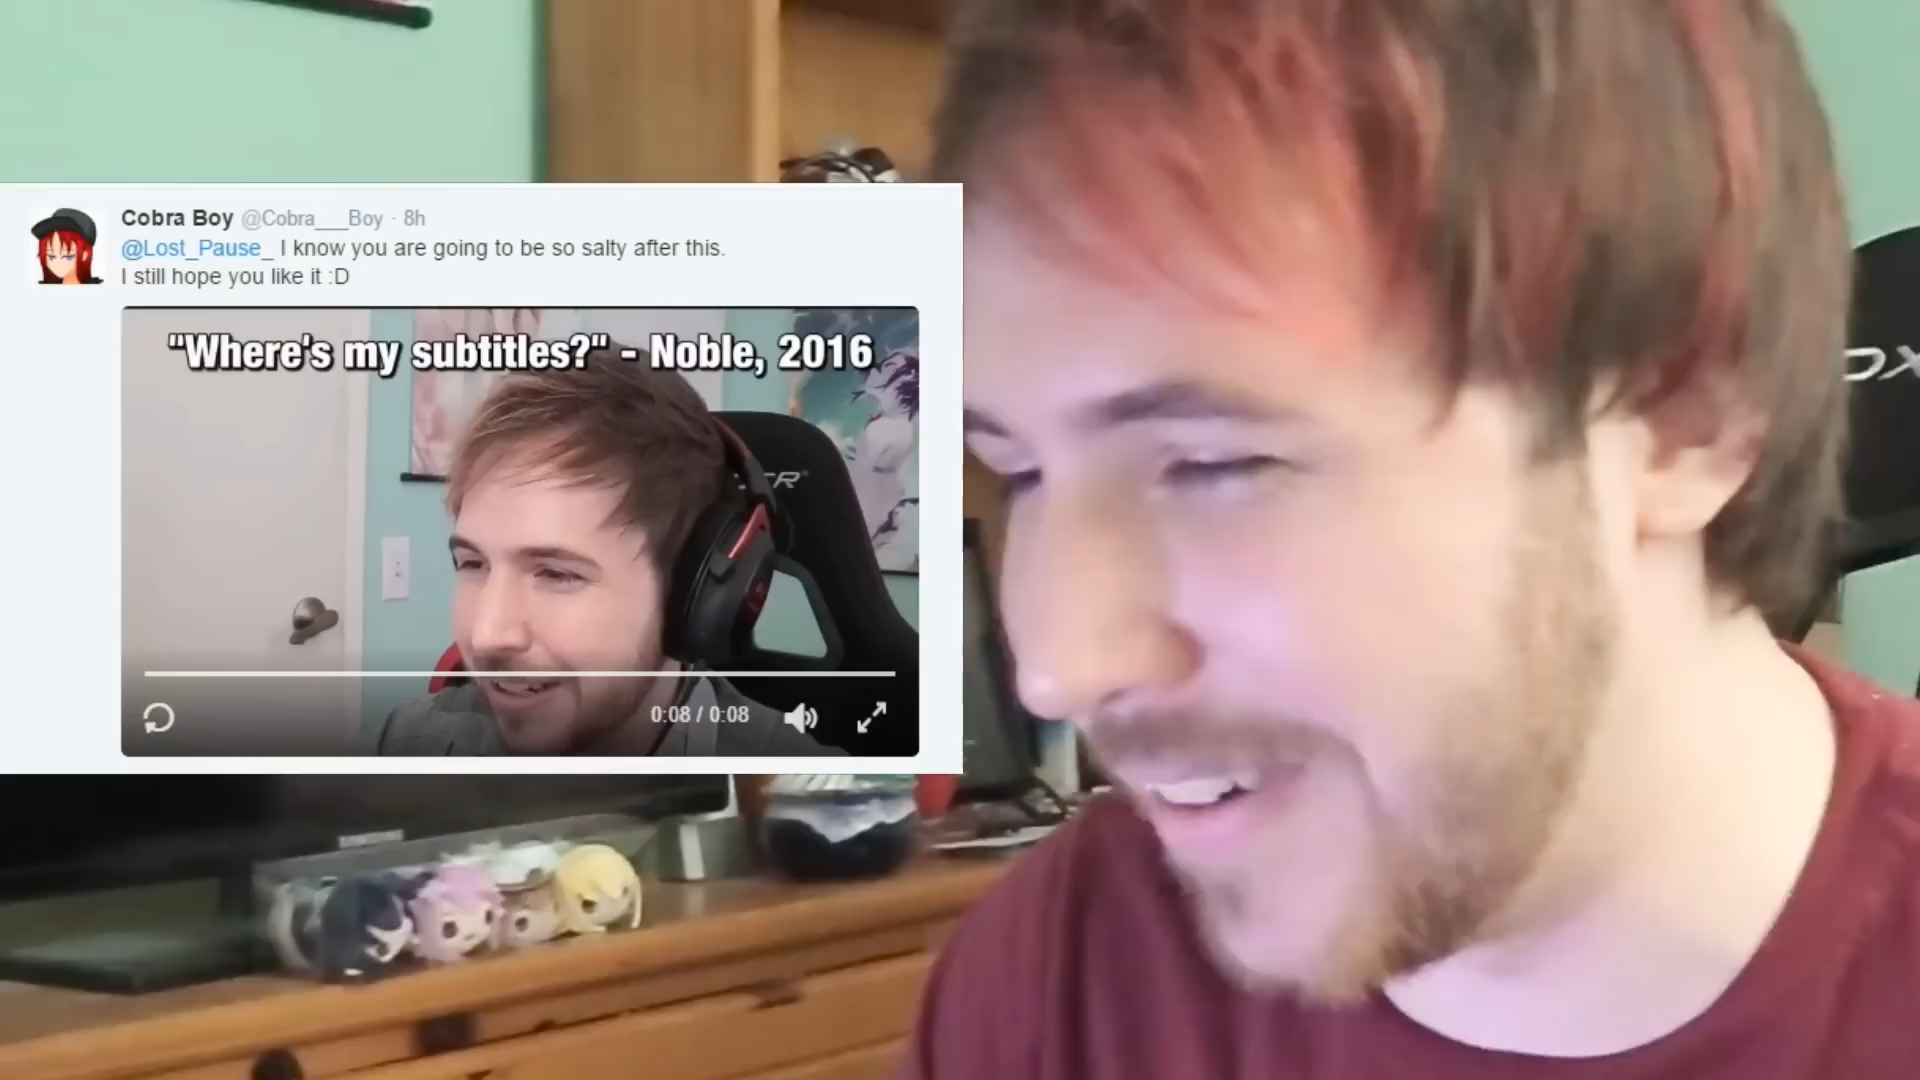 Cobra Boy @Cobra___Boy · 8h
@Lost_Pause_ I know you are going to be so salty after this.
I still hope you like it :D
"Where's my subtitles?" - Noble, 2016
0:08 / 0:08